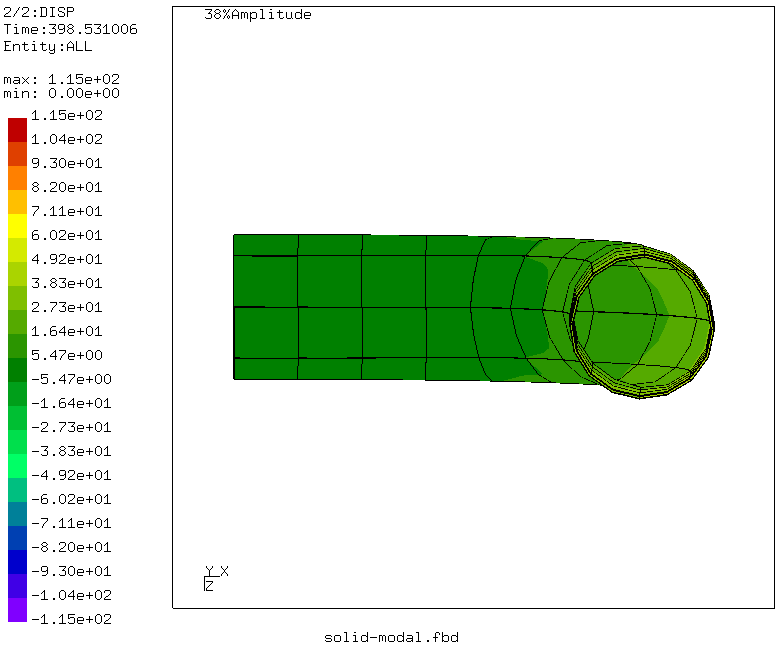 2/2:DISP
Time:398.531006
Entity:ALL
max: 1.15e+02
min: 0.00e+00
1.15e+02
1.04e+02
9.30e+01
8.20e+01
7.11e+01
6.02e+01
4.92e+01
3.83e+01
2.73e+01
1.64e+01
5.47e+00
-5.47e+00
-1.64e+01
-2.73e+01
-3.83e+01
-4.92e+01
-6.02e+01
-7.11e+01
-8.20e+01
-9.30e+01
-1.04e+02
-1.15e+02
38%Amplitude
Y X
Z
solid-modal.fbd